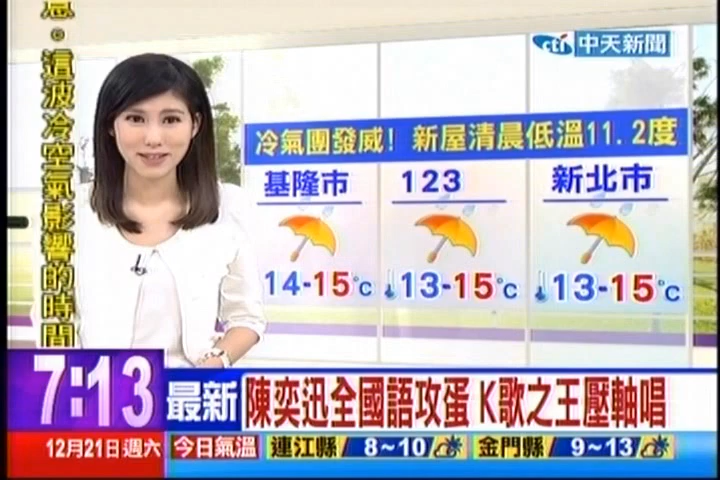 息。這波冷空氣影響的時間
cti 中天新聞
冷氣團發威! 新屋清晨低溫11.2度
基隆市
14-15°C
123
13-15°C
新北市
13-15°C
7:13
最新
陳奕迅全國語攻蛋 K歌之王壓軸唱
12月21日週六
今日氣溫
連江縣 8~10
金門縣 9~13